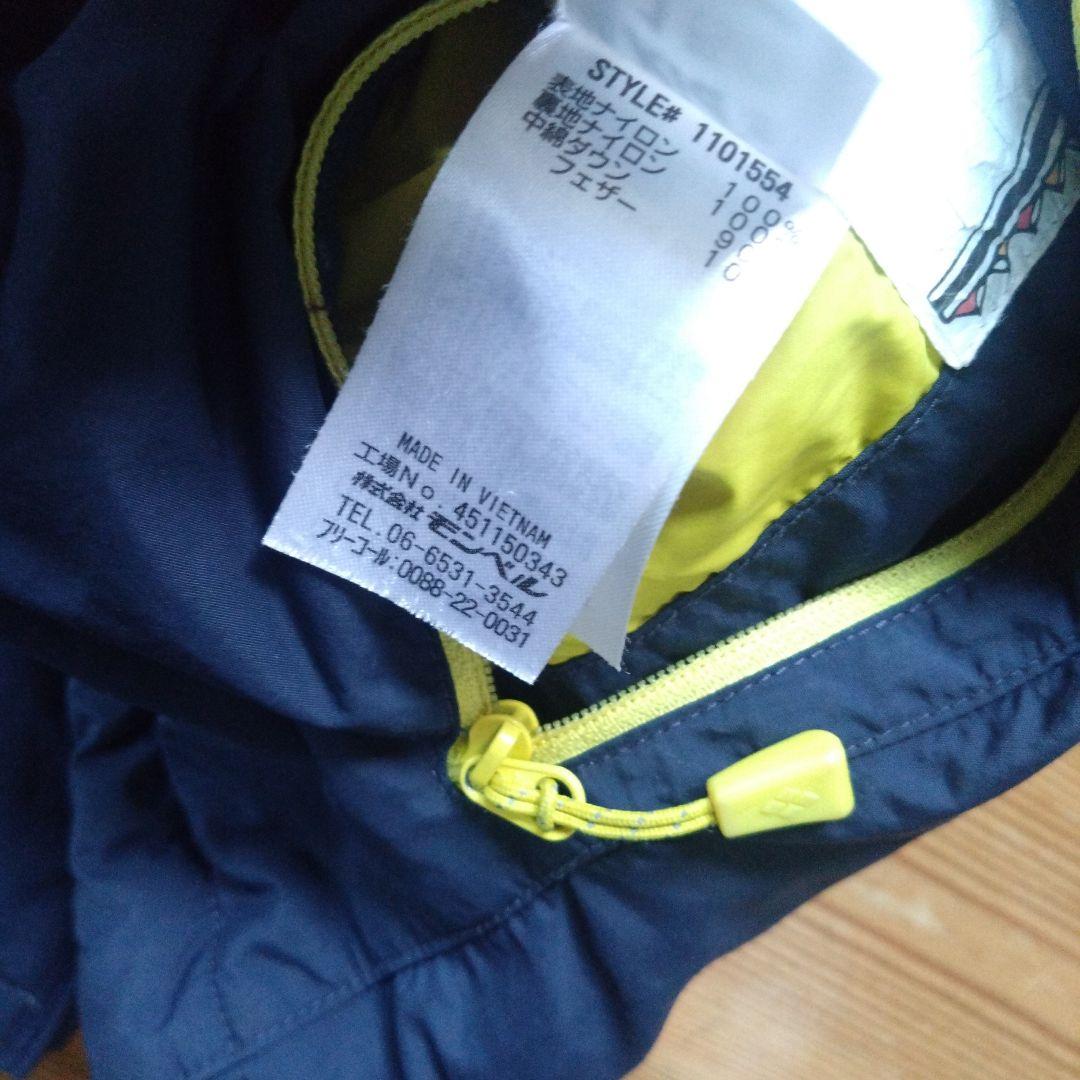 STYLE# 1101554
表地ナイロン 100%
裏地ナイロン 100
中綿ダウン 90
フェザー 10
MADE IN VIETNAM
工場No. 451150343
株式会社モンベル
TEL. 06-6531-3544
フリーコール:0088-22-0031